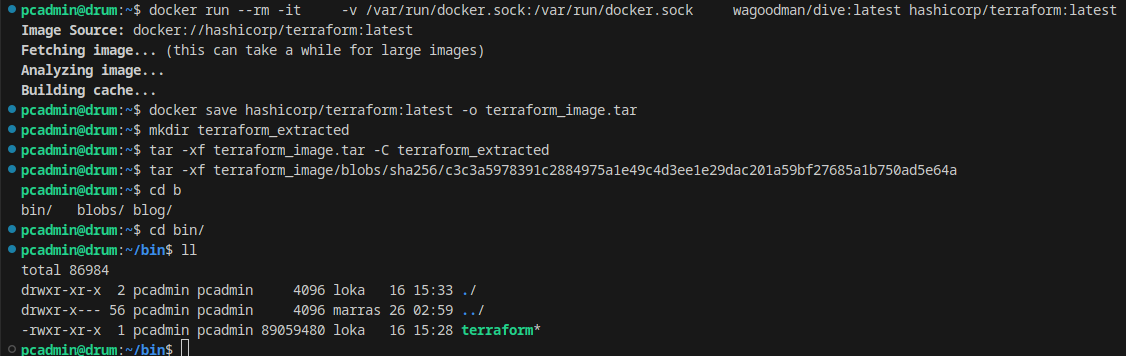 pcadmin@drum:~$ docker run --rm -it     -v /var/run/docker.sock:/var/run/docker.sock     wagoodman/dive:latest hashicorp/terraform:latest
Image Source: docker://hashicorp/terraform:latest
Fetching image... (this can take a while for large images)
Analyzing image...
Building cache...
pcadmin@drum:~$ docker save hashicorp/terraform:latest -o terraform_image.tar
pcadmin@drum:~$ mkdir terraform_extracted
pcadmin@drum:~$ tar -xf terraform_image.tar -C terraform_extracted
pcadmin@drum:~$ tar -xf terraform_image/blobs/sha256/c3c3a5978391c2884975a1e49c4d3ee1e29dac201a59bf27685a1b750ad5e64a
pcadmin@drum:~$ cd b
bin/   blobs/ blog/
pcadmin@drum:~$ cd bin/
pcadmin@drum:~/bin$ ll
total 86984
drwxr-xr-x  2 pcadmin pcadmin     4096 loka   16 15:33 ./
drwxr-x--- 56 pcadmin pcadmin     4096 marras 26 02:59 ../
-rwxr-xr-x  1 pcadmin pcadmin 89059480 loka   16 15:28 terraform*
pcadmin@drum:~/bin$